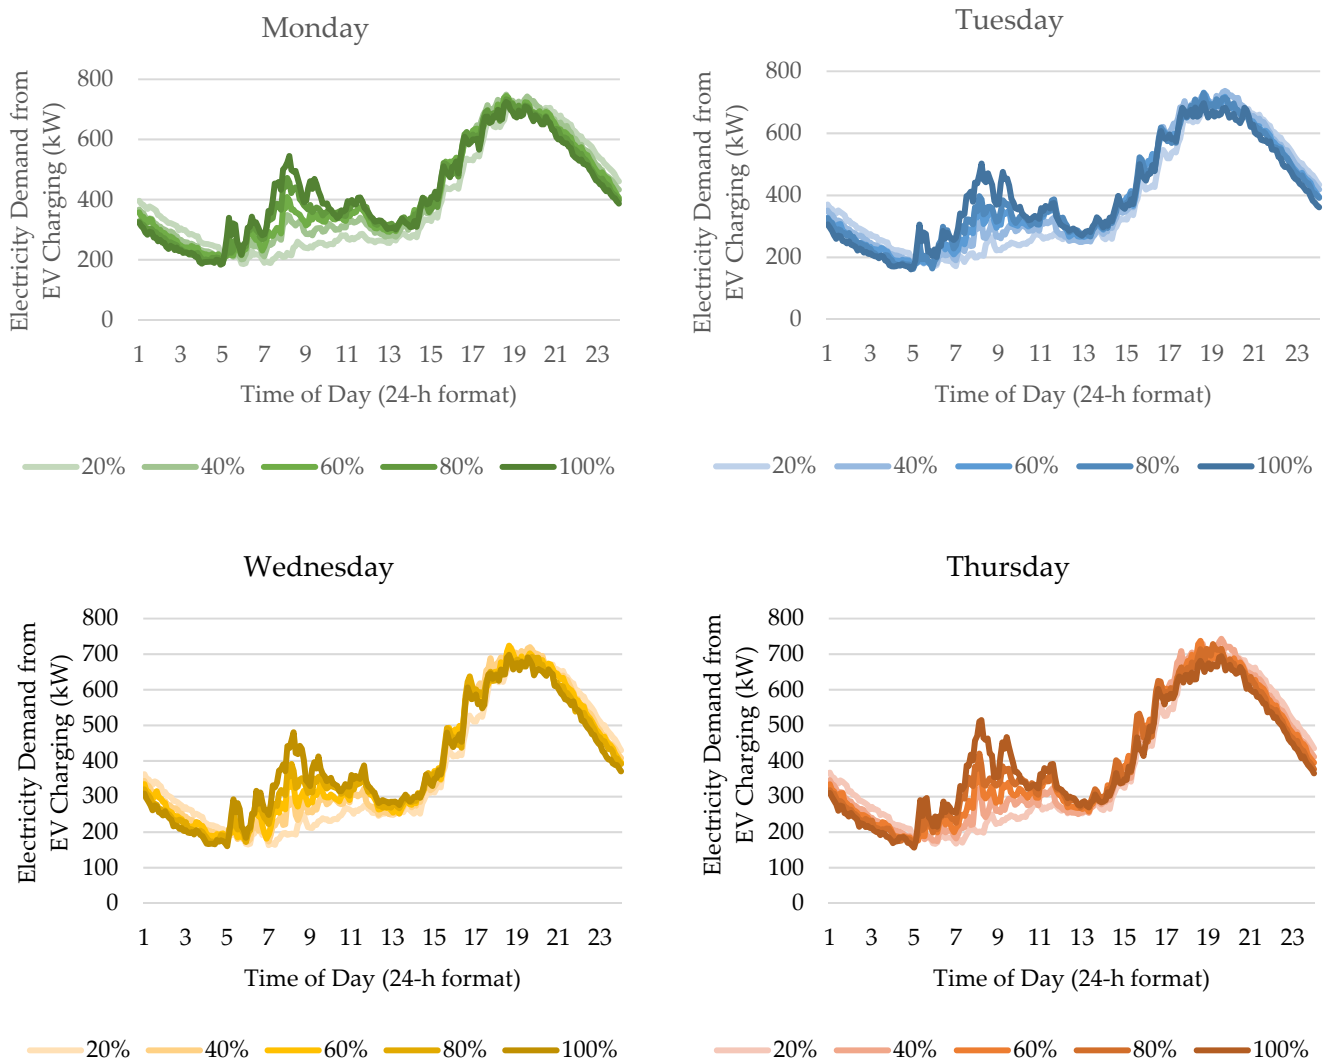 Monday
Electricity Demand from
EV Charging (kW)
800
600
400
200
0
1 3 5 7 9 11 13 15 17 19 21 23
Time of Day (24-h format)
20% 40% 60% 80% 100%
Tuesday
Electricity Demand from
EV Charging (kW)
800
600
400
200
0
1 3 5 7 9 11 13 15 17 19 21 23
Time of Day (24-h format)
20% 40% 60% 80% 100%
Wednesday
Electricity Demand from
EV Charging (kW)
800
700
600
500
400
300
200
100
0
1 3 5 7 9 11 13 15 17 19 21 23
Time of Day (24-h format)
20% 40% 60% 80% 100%
Thursday
Electricity Demand from
EV Charging (kW)
800
700
600
500
400
300
200
100
0
1 3 5 7 9 11 13 15 17 19 21 23
Time of Day (24-h format)
20% 40% 60% 80% 100%